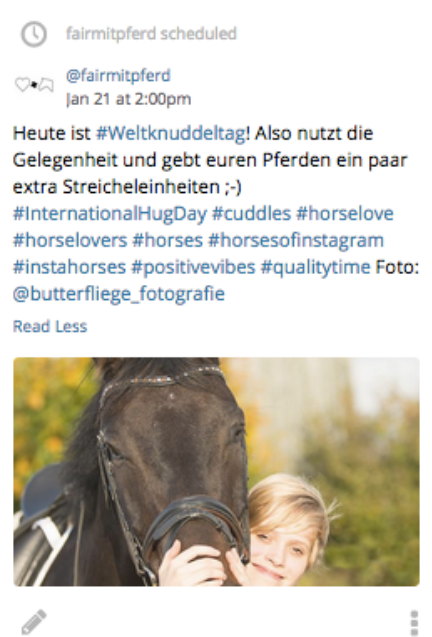 fairmitpferd scheduled
@fairmitpferd
Jan 21 at 2:00pm
Heute ist #Weltknuddeltag! Also nutzt die
Gelegenheit und gebt euren Pferden ein paar
extra Streicheleinheiten ;-)
#InternationalHugDay #cuddles #horselove
#horselovers #horses #horsesofinstagram
#instahorses #positivevibes #qualitytime Foto:
@butterfliege_fotografie
Read Less